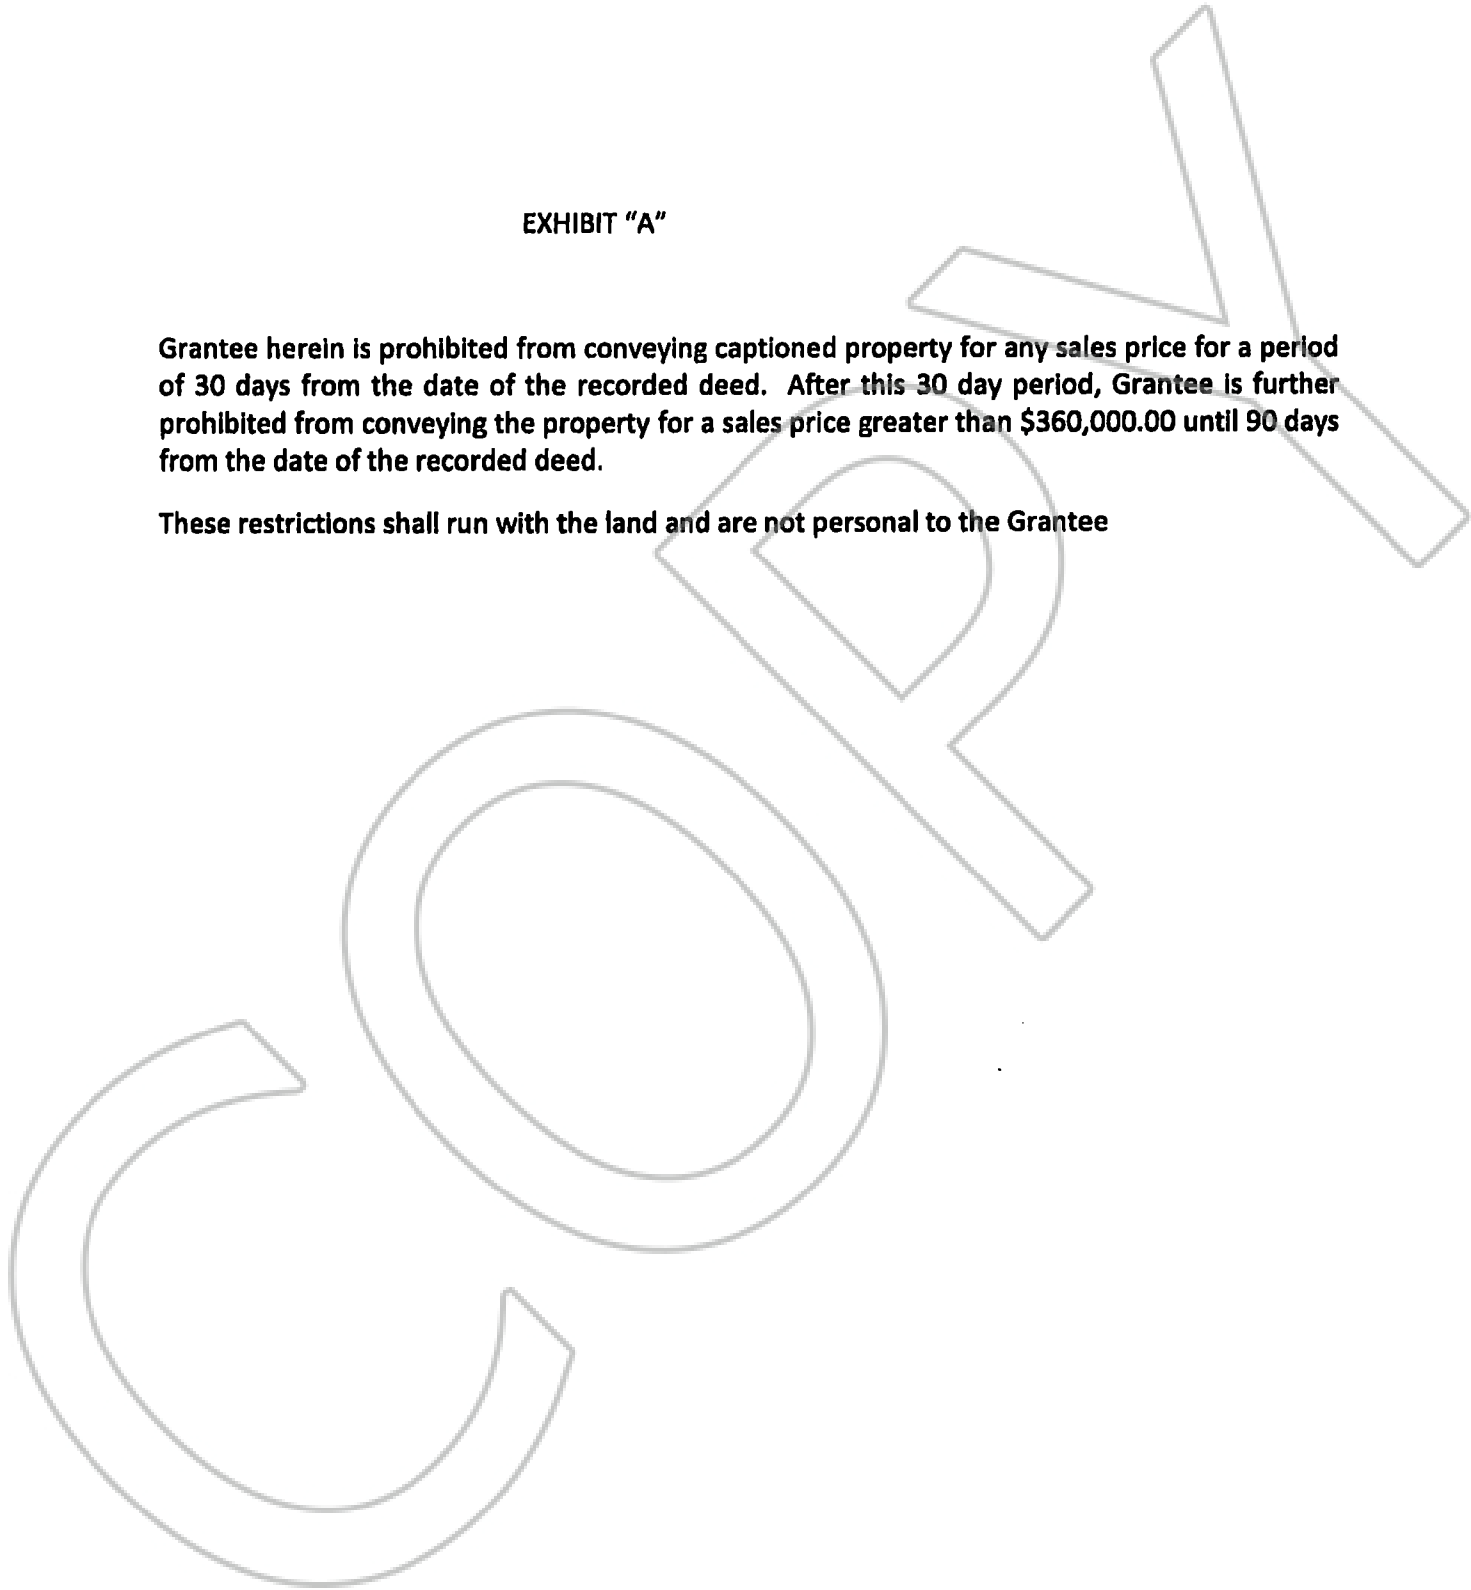 EXHIBIT “A”
Grantee herein is prohibited from conveying captioned property for any sales price for a period
of 30 days from the date of the recorded deed.  After this 30 day period, Grantee is further
prohibited from conveying the property for a sales price greater than $360,000.00 until 90 days
from the date of the recorded deed.
These restrictions shall run with the land and are not personal to the Grantee
COPY